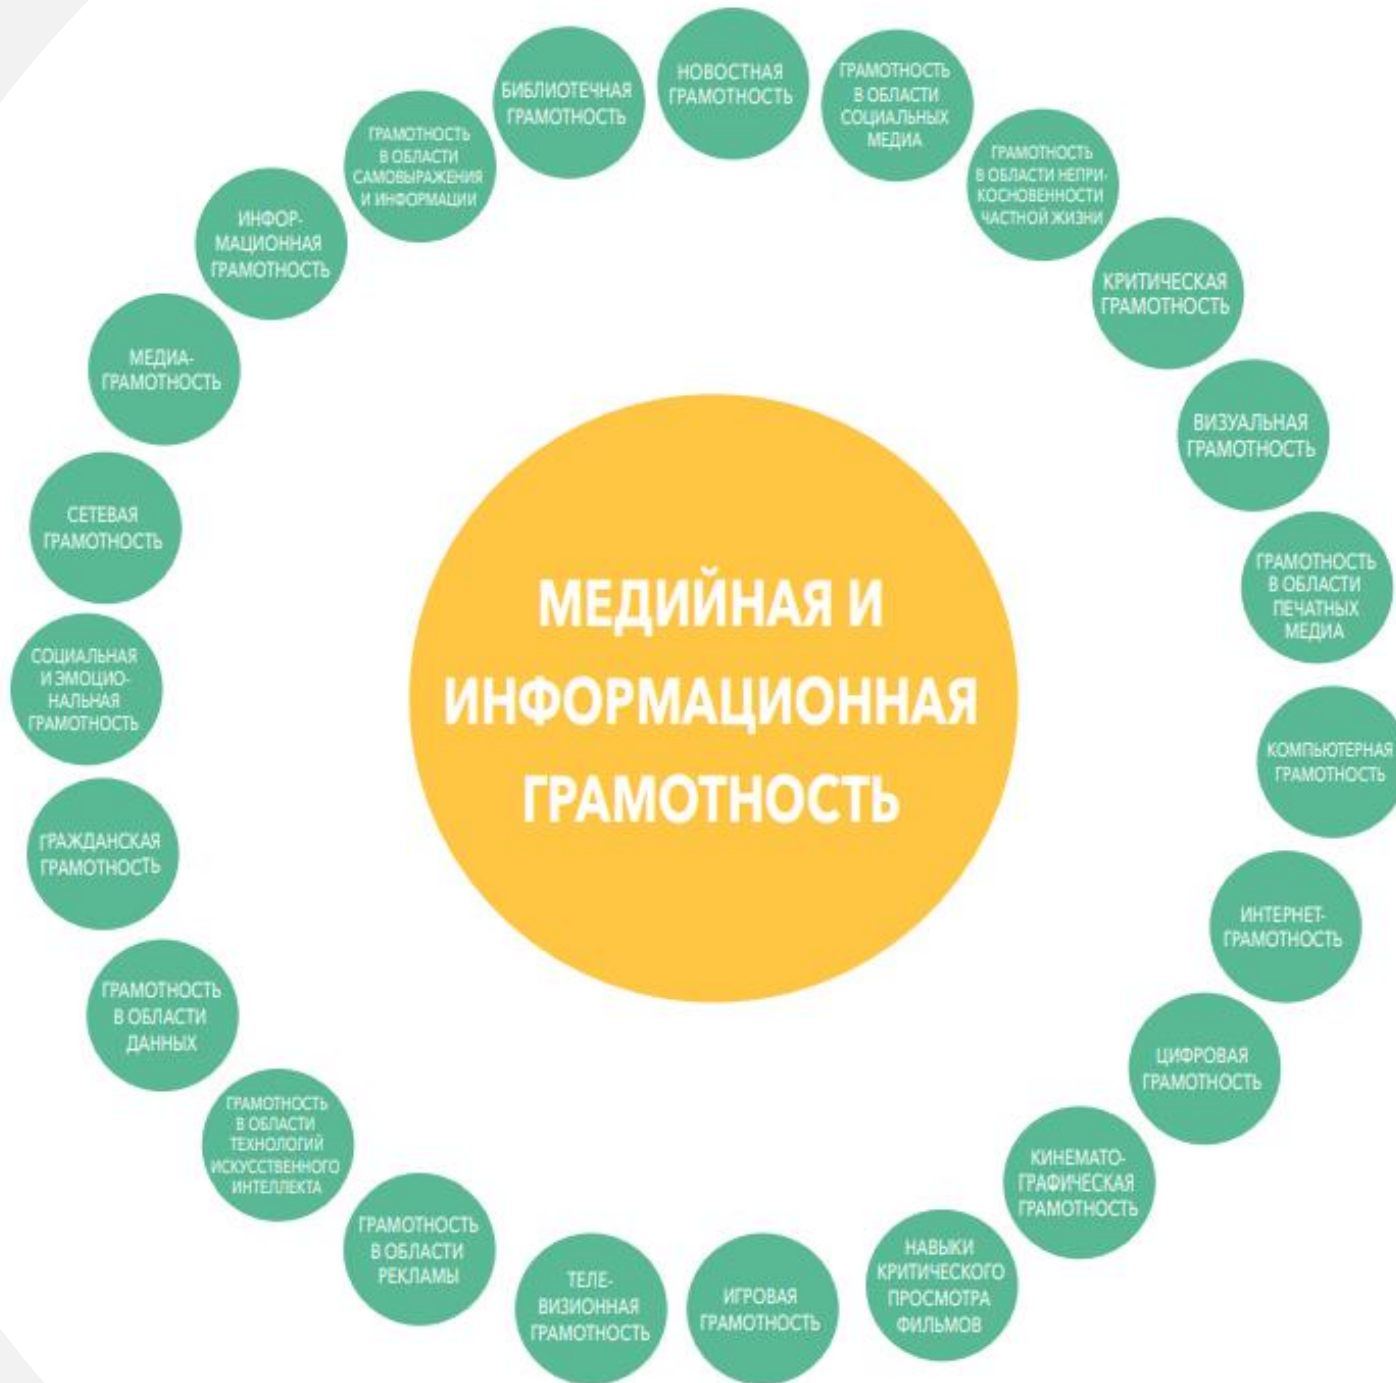 НОВОСТНАЯ
ГРАМОТНОСТЬ
ГРАМОТНОСТЬ
В ОБЛАСТИ
СОЦИАЛЬНЫХ
МЕДИА
ГРАМОТНОСТЬ
В ОБЛАСТИ НЕПРИ-
КОСНОВЕННОСТИ
ЧАСТНОЙ ЖИЗНИ
КРИТИЧЕСКАЯ
ГРАМОТНОСТЬ
ВИЗУАЛЬНАЯ
ГРАМОТНОСТЬ
ГРАМОТНОСТЬ
В ОБЛАСТИ
ПЕЧАТНЫХ
МЕДИА
КОМПЬЮТЕРНАЯ
ГРАМОТНОСТЬ
ИНТЕРНЕТ-
ГРАМОТНОСТЬ
ЦИФРОВАЯ
ГРАМОТНОСТЬ
КИНЕМАТО-
ГРАФИЧЕСКАЯ
ГРАМОТНОСТЬ
НАВЫКИ
КРИТИЧЕСКОГО
ПРОСМОТРА
ФИЛЬМОВ
ИГРОВАЯ
ГРАМОТНОСТЬ
ТЕЛЕ-
ВИЗИОННАЯ
ГРАМОТНОСТЬ
ГРАМОТНОСТЬ
В ОБЛАСТИ
РЕКЛАМЫ
ГРАМОТНОСТЬ
В ОБЛАСТИ
ТЕХНОЛОГИЙ
ИСКУССТВЕННОГО
ИНТЕЛЛЕКТА
ГРАМОТНОСТЬ
В ОБЛАСТИ
ДАННЫХ
ГРАЖДАНСКАЯ
ГРАМОТНОСТЬ
СОЦИАЛЬНАЯ
И ЭМОЦИО-
НАЛЬНАЯ
ГРАМОТНОСТЬ
СЕТЕВАЯ
ГРАМОТНОСТЬ
МЕДИА-
ГРАМОТНОСТЬ
ИНФОР-
МАЦИОННАЯ
ГРАМОТНОСТЬ
ГРАМОТНОСТЬ
В ОБЛАСТИ
САМОВЫРАЖЕНИЯ
И ИНФОРМАЦИИ
БИБЛИОТЕЧНАЯ
ГРАМОТНОСТЬ
МЕДИЙНАЯ И
ИНФОРМАЦИОННАЯ
ГРАМОТНОСТЬ